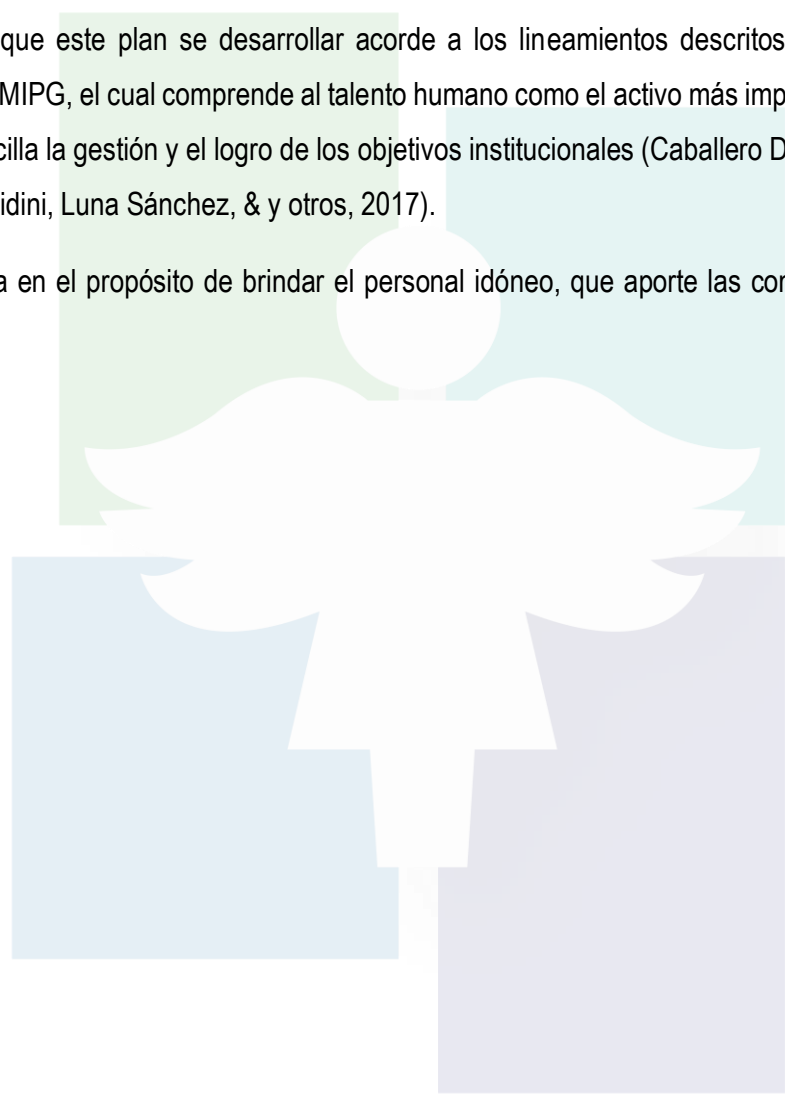 que este plan se desarrollar acorde a los lineamientos descritos
MIPG, el cual comprende al talento humano como el activo más imp
cilla la gestión y el logro de los objetivos institucionales (Caballero D
idini, Luna Sánchez, & y otros, 2017).
a en el propósito de brindar el personal idóneo, que aporte las con